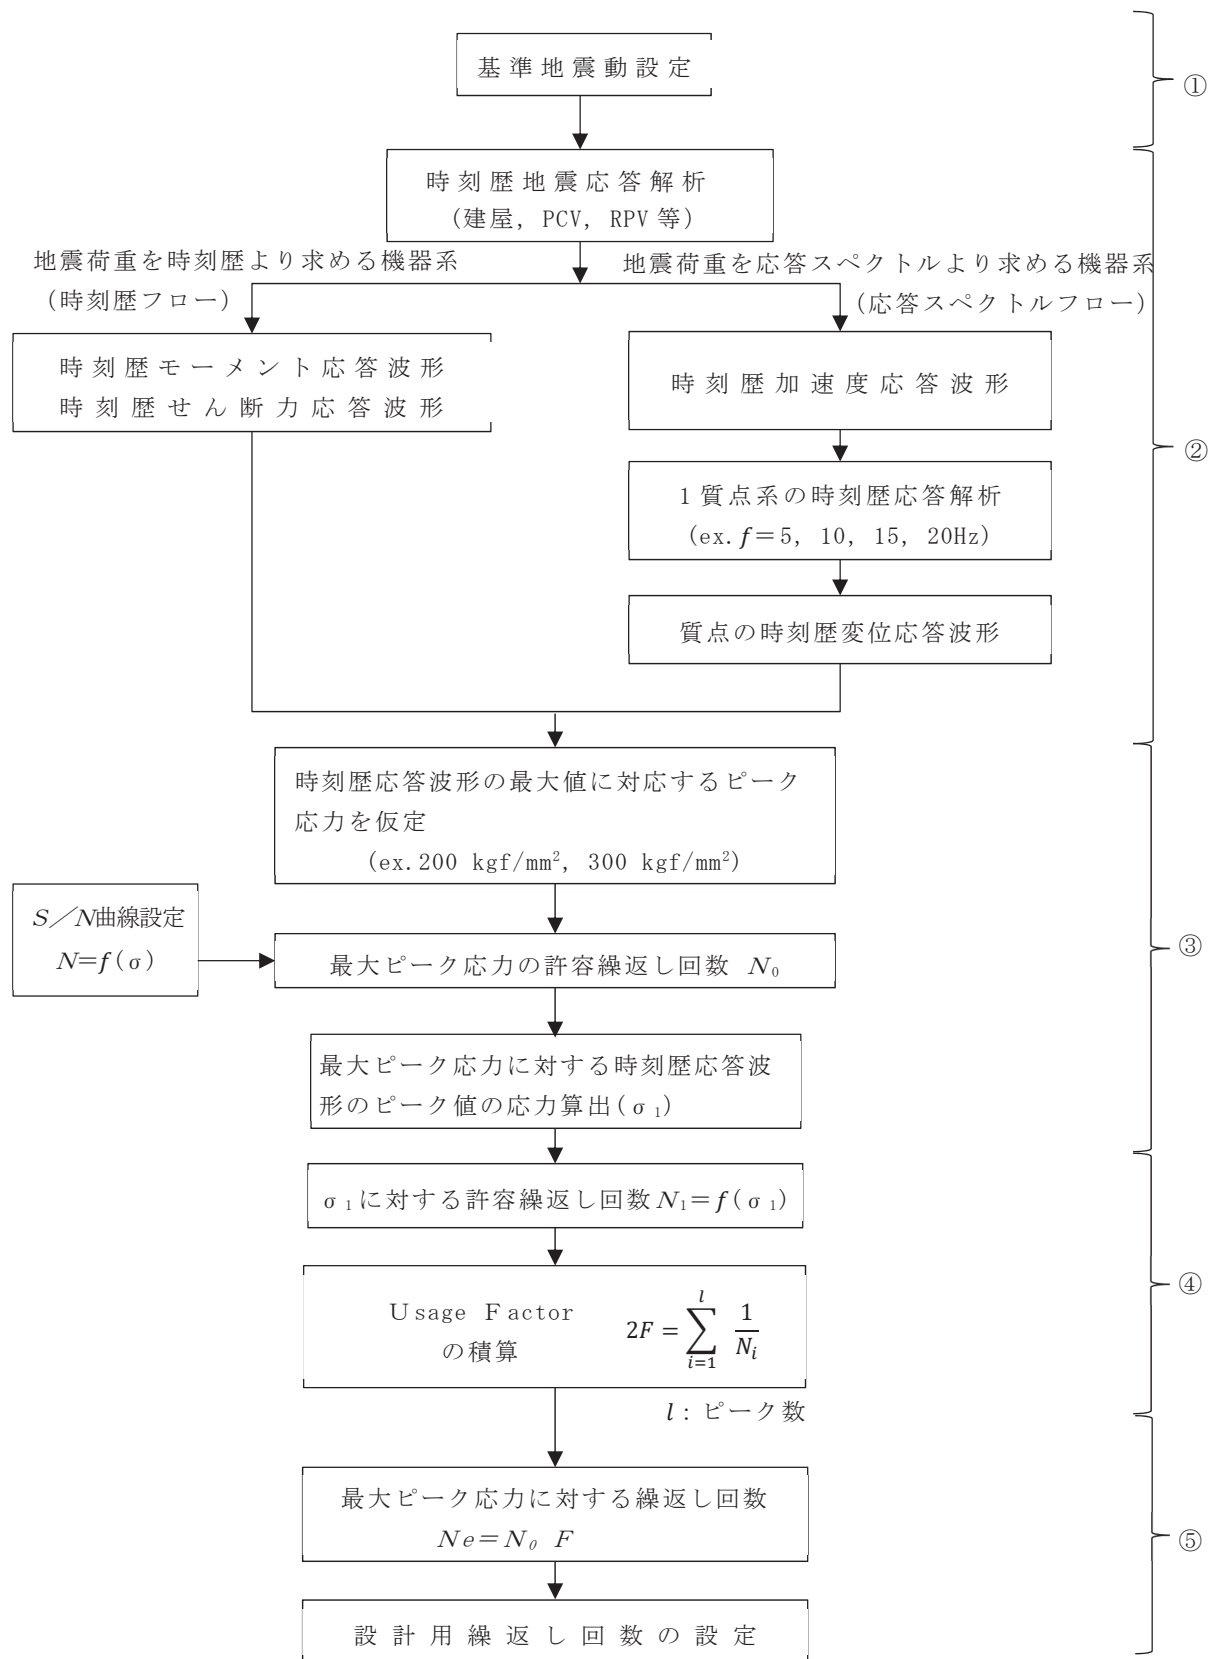 基準地震動設定
①
時刻歴地震応答解析
(建屋, PCV, RPV 等)
地震荷重を時刻歴より求める機器系
(時刻歴フロー)
地震荷重を応答スペクトルより求める機器系
(応答スペクトルフロー)
時刻歴モーメント応答波形
時刻歴せん断力応答波形
時刻歴加速度応答波形
1 質点系の時刻歴応答解析
(ex. f＝5, 10, 15, 20Hz)
質点の時刻歴変位応答波形
②
時刻歴応答波形の最大値に対応するピーク
応力を仮定
(ex. 200 kgf/mm², 300 kgf/mm²)
S／N曲線設定
N＝f(σ)
最大ピーク応力の許容繰返し回数 N₀
最大ピーク応力に対する時刻歴応答波
形のピーク値の応力算出(σ₁)
③
σ₁に対する許容繰返し回数N₁＝f(σ₁)
Usage Factor
の積算
2F = \sum_{i=1}^{l} \frac{1}{N_i}
l: ピーク数
④
最大ピーク応力に対する繰返し回数
Ne＝N₀ F
設計用繰返し回数の設定
⑤